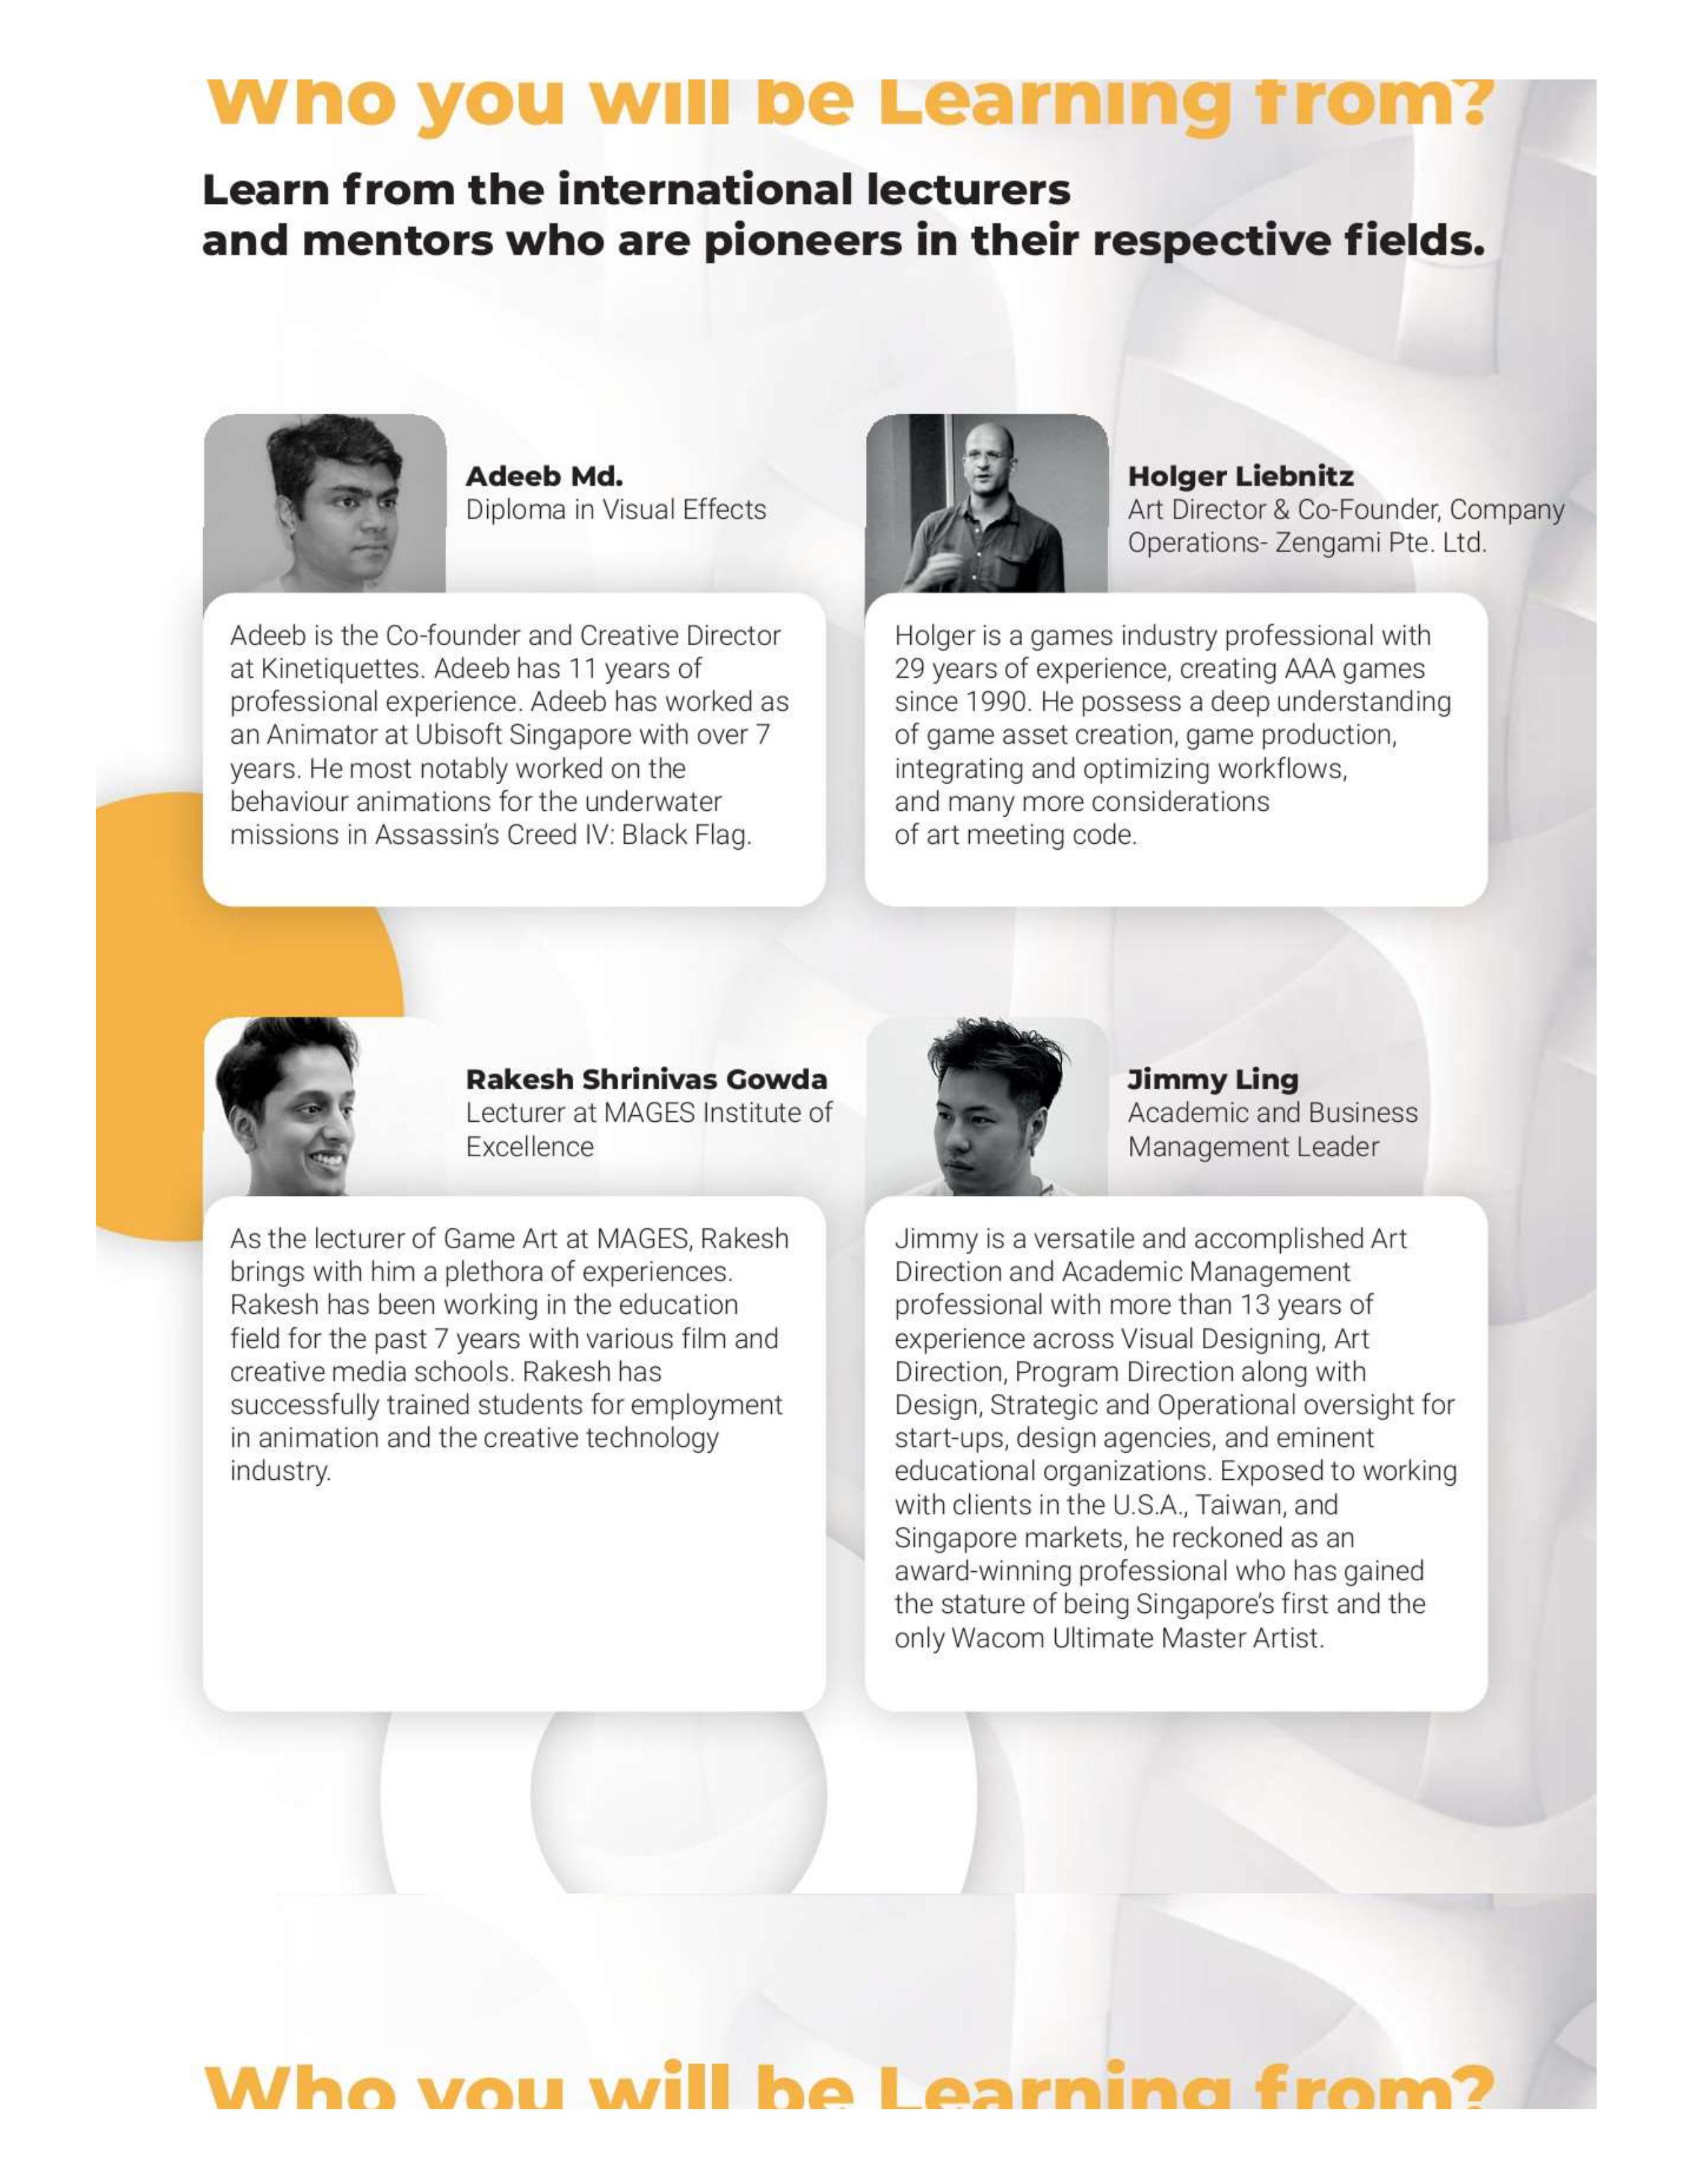 Who you will be Learning from?
Learn from the international lecturers
and mentors who are pioneers in their respective fields.
Adeeb Md.
Diploma in Visual Effects
Adeeb is the Co-founder and Creative Director
at Kinetiquettes. Adeeb has 11 years of
professional experience. Adeeb has worked as
an Animator at Ubisoft Singapore with over 7
years. He most notably worked on the
behaviour animations for the underwater
missions in Assassin's Creed IV: Black Flag.
Holger Liebnitz
Art Director & Co-Founder, Company
Operations- Zengami Pte. Ltd.
Holger is a games industry professional with
29 years of experience, creating AAA games
since 1990. He possess a deep understanding
of game asset creation, game production,
integrating and optimizing workflows,
and many more considerations
of art meeting code.
Rakesh Shrinivas Gowda
Lecturer at MAGES Institute of
Excellence
As the lecturer of Game Art at MAGES, Rakesh
brings with him a plethora of experiences.
Rakesh has been working in the education
field for the past 7 years with various film and
creative media schools. Rakesh has
successfully trained students for employment
in animation and the creative technology
industry.
Jimmy Ling
Academic and Business
Management Leader
Jimmy is a versatile and accomplished Art
Direction and Academic Management
professional with more than 13 years of
experience across Visual Designing, Art
Direction, Program Direction along with
Design, Strategic and Operational oversight for
start-ups, design agencies, and eminent
educational organizations. Exposed to working
with clients in the U.S.A., Taiwan, and
Singapore markets, he reckoned as an
award-winning professional who has gained
the stature of being Singapore's first and the
only Wacom Ultimate Master Artist.
Who you will be Learning from?